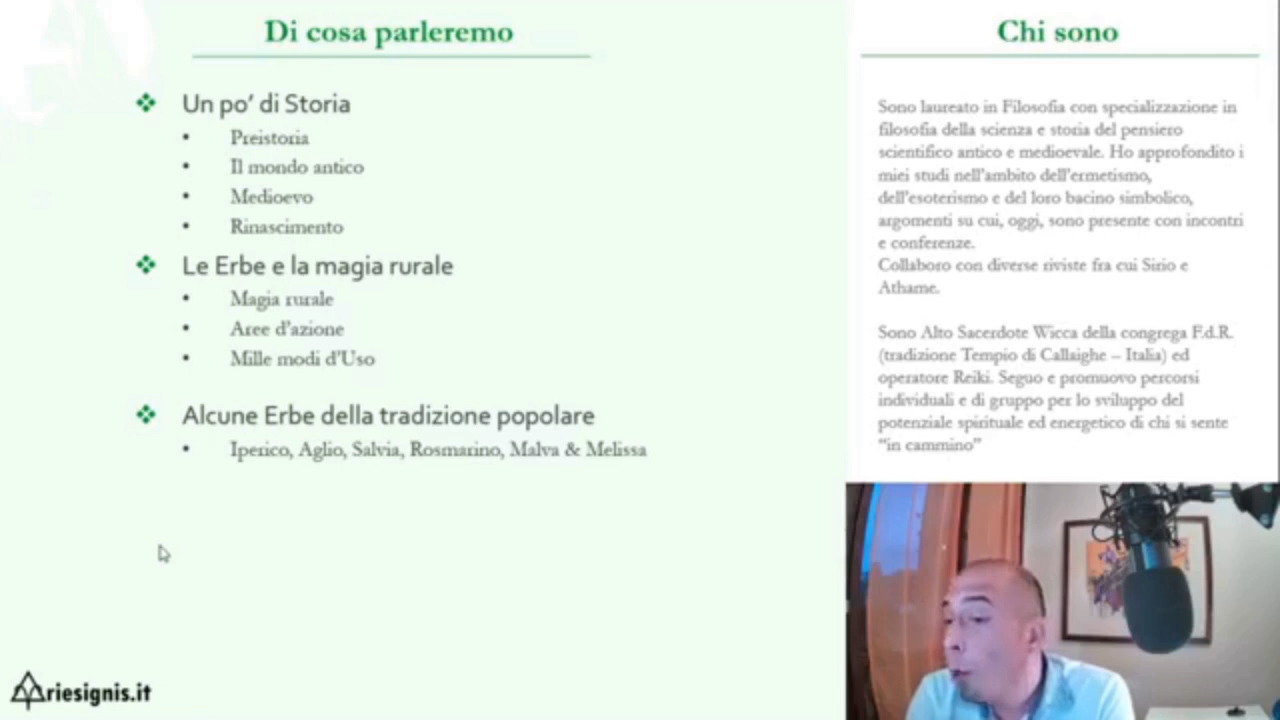 Di cosa parleremo
Un po' di Storia
Preistoria
Il mondo antico
Medioevo
Rinascimento
Le Erbe e la magia rurale
Magia rurale
Aree d'azione
Mille modi d'Uso
Alcune Erbe della tradizione popolare
Iperico, Aglio, Salvia, Rosmarino, Malva & Melissa
Chi sono
Sono laureato in Filosofia con specializzazione in
filosofia della scienza e storia del pensiero
scientifico antico e medioevale. Ho approfondito i
miei studi nell'ambito dell'ermetismo,
dell'esoterismo e del loro bacino simbolico,
argomenti su cui, oggi, sono presente con incontri
e conferenze.
Collaboro con diverse riviste fra cui Sirio e
Athame.
Sono Alto Sacerdote Wicca della congrega F.d.R.
(tradizione Tempio di Callaighe – Italia) ed
operatore Reiki. Seguo e promuovo percorsi
individuali e di gruppo per lo sviluppo del
potenziale spirituale ed energetico di chi si sente
“in cammino”
Ariesignis.it